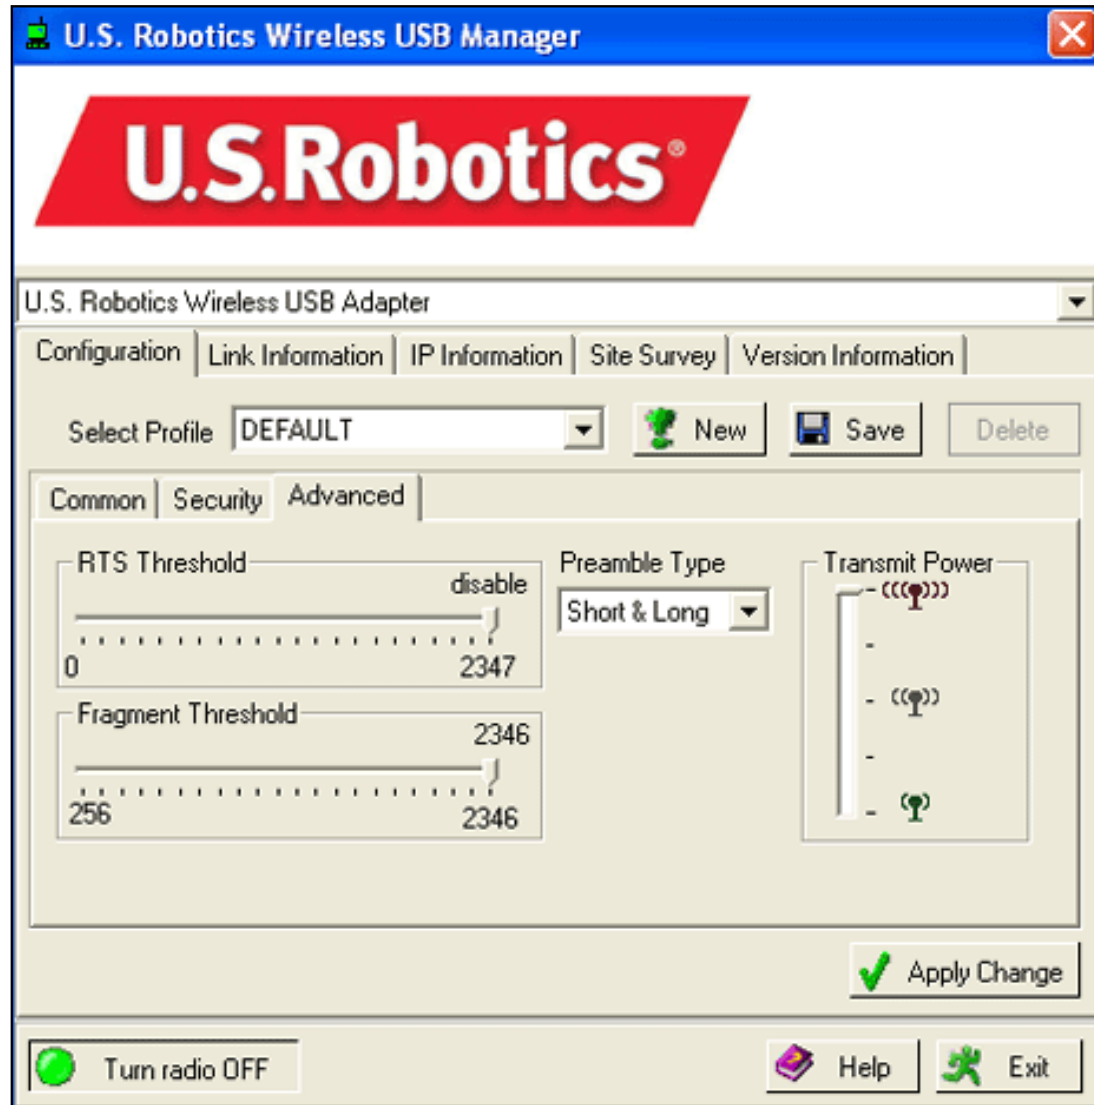 U.S. Robotics Wireless USB Manager
U.S.Robotics®
U.S. Robotics Wireless USB Adapter
Configuration Link Information IP Information Site Survey Version Information
Select Profile DEFAULT New Save Delete
Common Security Advanced
RTS Threshold
disable
0 2347
Fragment Threshold
2346
256 2346
Preamble Type
Short & Long
Transmit Power
Apply Change
Turn radio OFF Help Exit